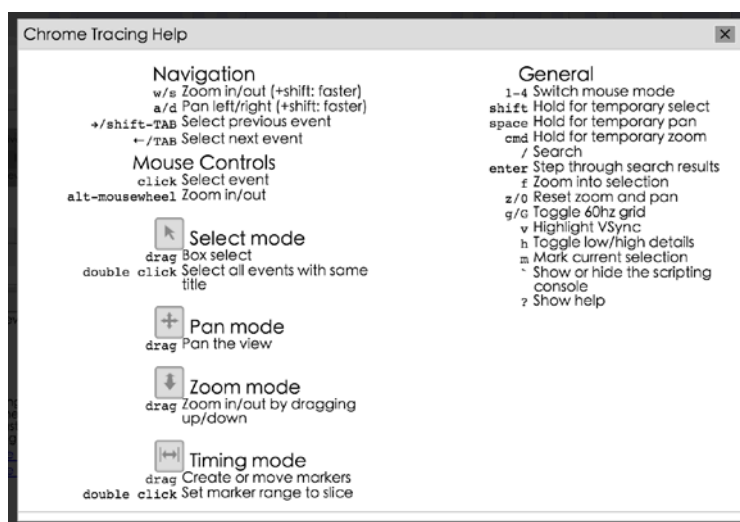 Chrome Tracing Help
Navigation
w/s Zoom in/out (+shift: faster)
a/d Pan left/right (+shift: faster)
→/shift-TAB Select previous event
←/TAB Select next event
Mouse Controls
click Select event
alt-mousewheel Zoom in/out
Select mode
drag Box select
double click Select all events with same
title
Pan mode
drag Pan the view
Zoom mode
drag Zoom in/out by dragging
up/down
Timing mode
drag Create or move markers
double click Set marker range to slice
General
1-4 Switch mouse mode
shift Hold for temporary select
space Hold for temporary pan
cmd Hold for temporary zoom
/ Search
enter Step through search results
f Zoom into selection
z/0 Reset zoom and pan
g/G Toggle 60hz grid
v Highlight VSync
h Toggle low/high details
m Mark current selection
` Show or hide the scripting
console
? Show help